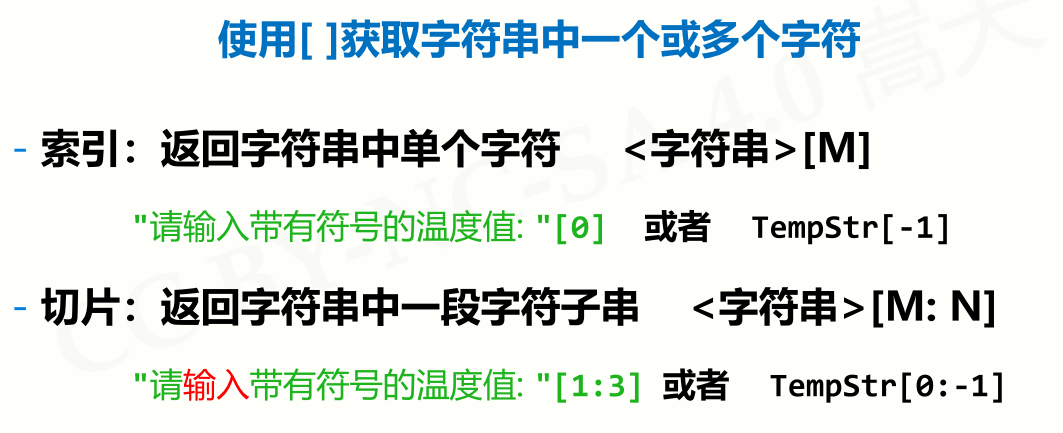 使用[ ]获取字符串中一个或多个字符
- 索引：返回字符串中单个字符 <字符串>[M]
"请输入带有符号的温度值: "[0] 或者 TempStr[-1]
- 切片：返回字符串中一段字符子串 <字符串>[M: N]
"请输入带有符号的温度值: "[1:3] 或者 TempStr[0:-1]
CC BY-NC-SA 4.0 嵩天